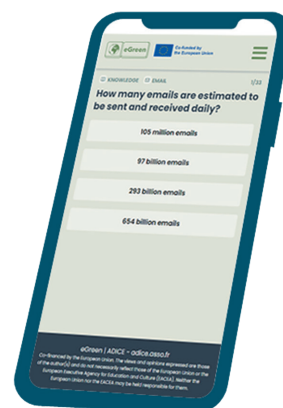 eGreen
Co-funded by
the European Union
KNOWLEDGE EMAIL 1/32
How many emails are estimated to
be sent and received daily?
105 million emails
97 billion emails
293 billion emails
654 billion emails
eGreen | ADICE - adice.asso.fr
Co-financed by the European Union. The views and opinions expressed are those
of the author(s) and do not necessarily reflect those of the European Union or the
European Executive Agency for Education and Culture (EACEA). Neither the
European Union nor the EACEA may be held responsible for them.